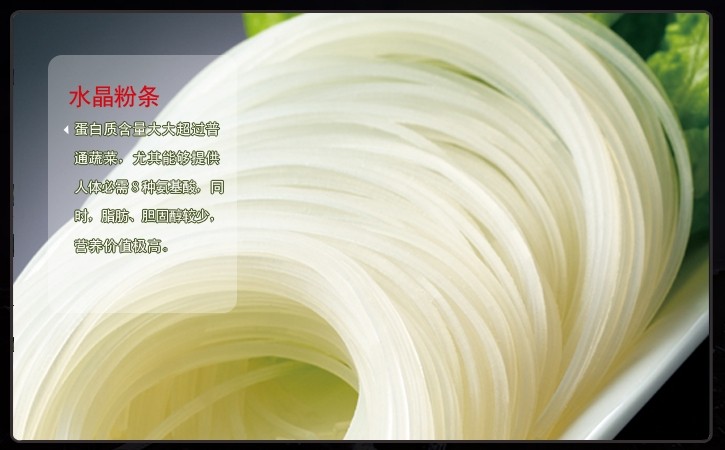 水晶粉条
蛋白质含量大大超过普
通蔬菜，尤其能够提供
人体必需8种氨基酸，同
时，脂肪、胆固醇较少，
营养价值极高。